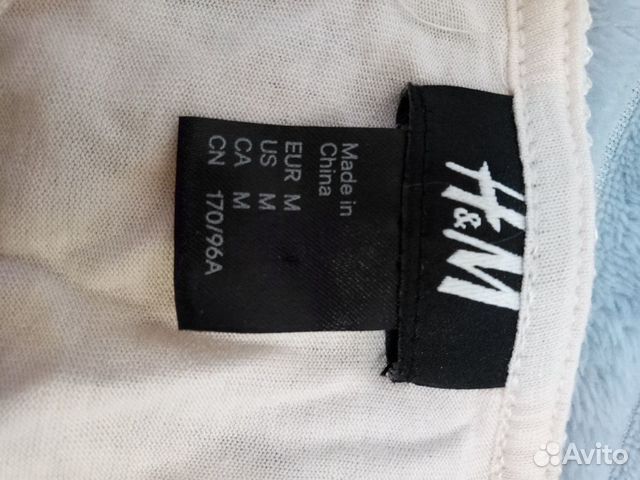 H&M
Made in
China
EUR M
US M
CA M
CN 170/96A
Avito